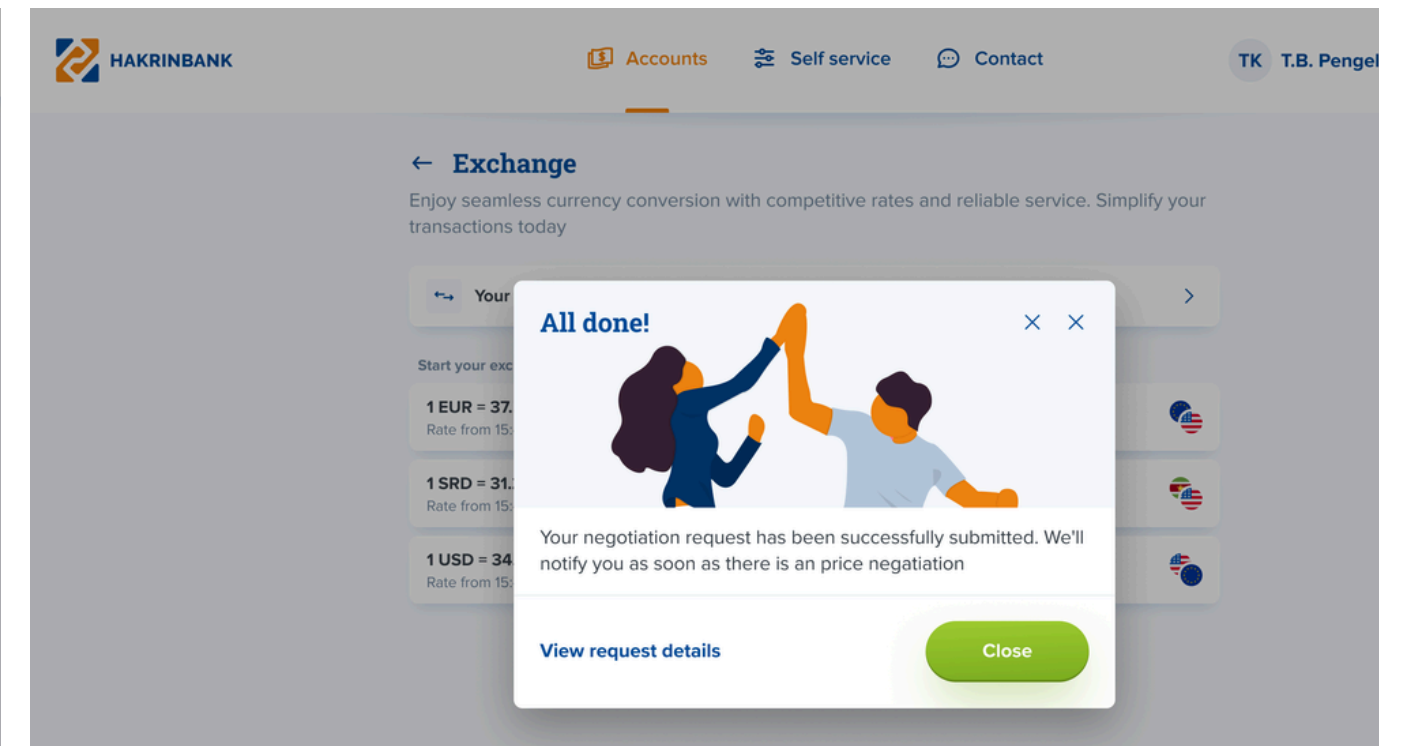 HAKRINBANK
Accounts
Self service
Contact
TK
T.B. Pengel
Exchange
Enjoy seamless currency conversion with competitive rates and reliable service. Simplify your
transactions today
Your
Start your exc
1 EUR = 37.
Rate from 15:
1 SRD = 31.
Rate from 15:
1 USD = 34
Rate from 15:
All done!
Your negotiation request has been successfully submitted. We'll
notify you as soon as there is an price negatiation
View request details
Close